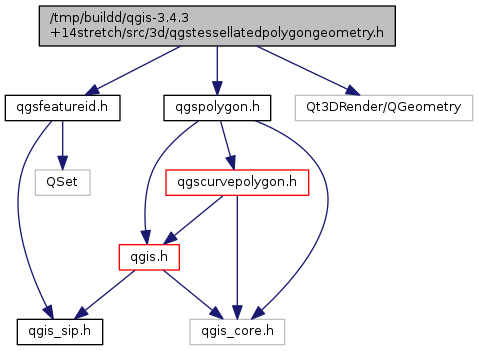 /tmp/buildd/qgis-3.4.3
+14stretch/src/3d/qgstessellatedpolygongeometry.h
qgsfeatureid.h
qgspolygon.h
Qt3DRender/QGeometry
QSet
qgscurvepolygon.h
qgis.h
qgis_sip.h
qgis_core.h